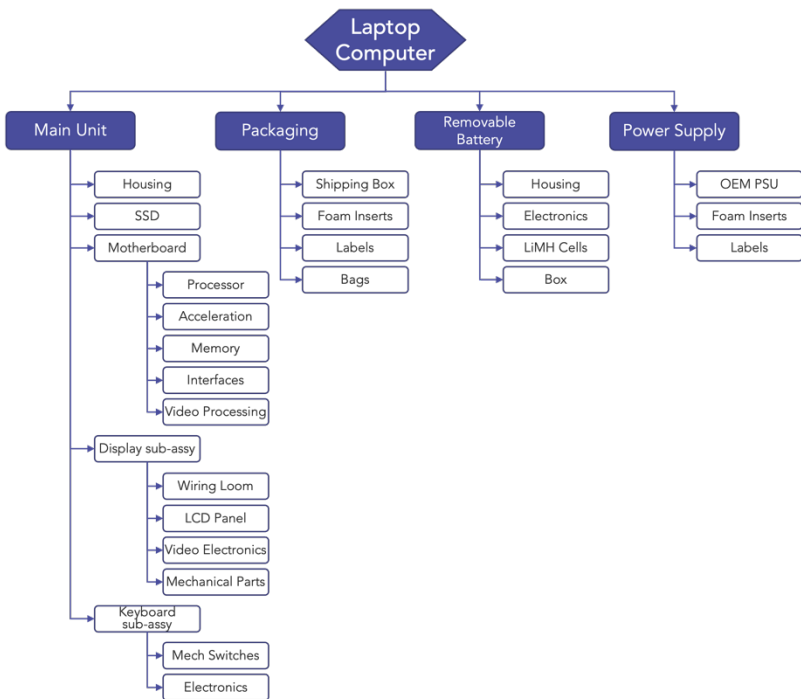 Laptop
Computer
Main Unit
Packaging
Removable
Battery
Power Supply
Housing
SSD
Motherboard
Processor
Acceleration
Memory
Interfaces
Video Processing
Display sub-assy
Wiring Loom
LCD Panel
Video Electronics
Mechanical Parts
Keyboard
sub-assy
Mech Switches
Electronics
Shipping Box
Foam Inserts
Labels
Bags
Housing
Electronics
LiMH Cells
Box
OEM PSU
Foam Inserts
Labels